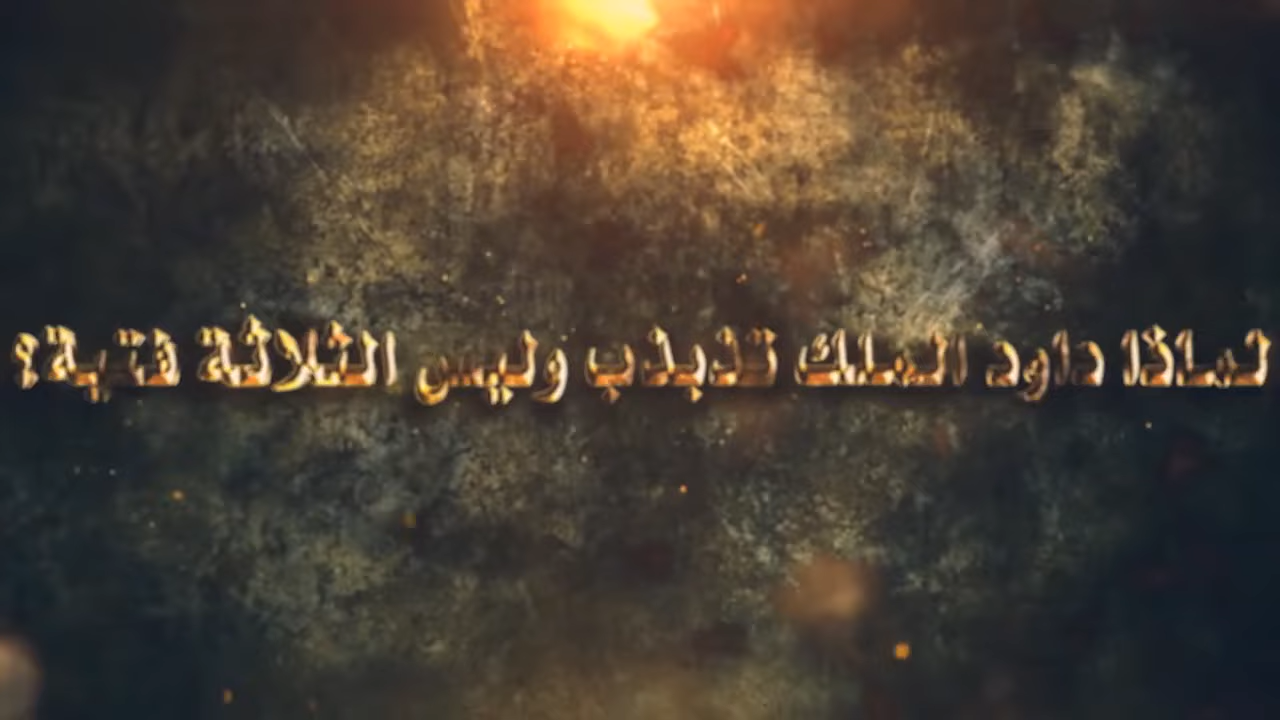 لماذا داود الملك تذبذب وليس الثلاثة فتية؟